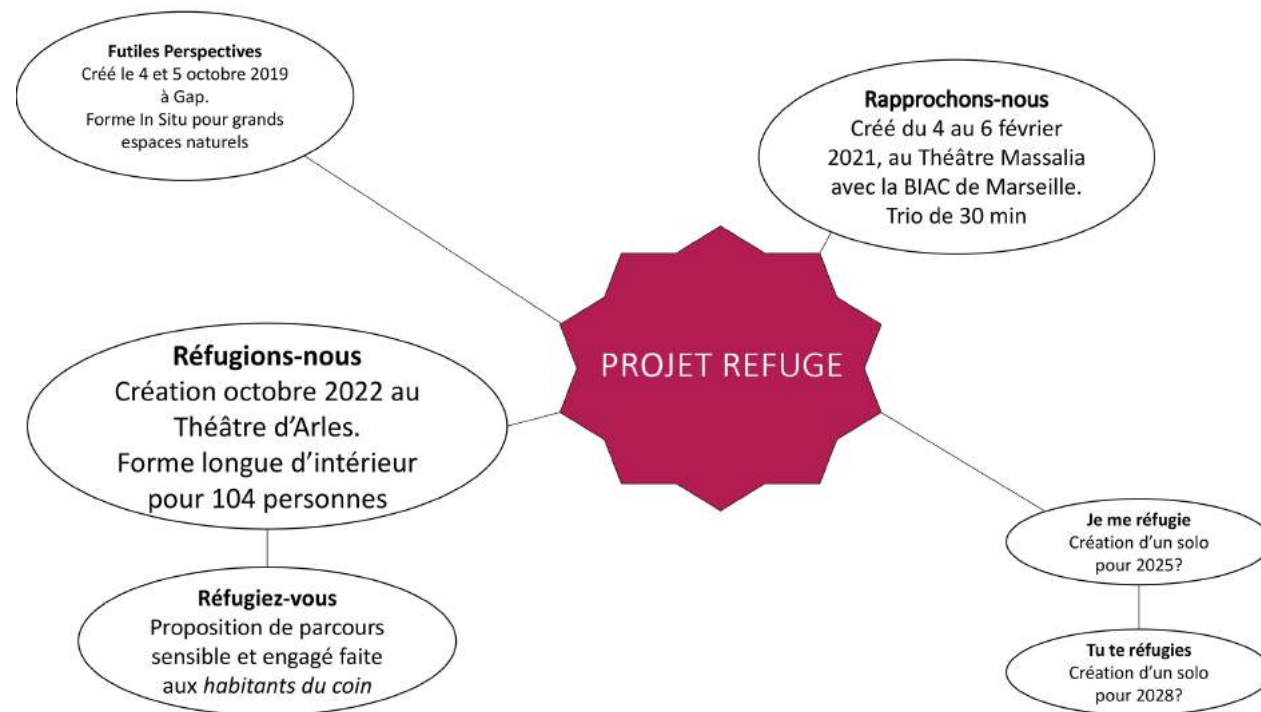 Futiles Perspectives
Créé le 4 et 5 octobre 2019
à Gap.
Forme In Situ pour grands
espaces naturels
Rapprochons-nous
Créé du 4 au 6 février
2021, au Théâtre Massalia
avec la BIAC de Marseille.
Trio de 30 min
PROJET REFUGE
Réfugions-nous
Création octobre 2022 au
Théâtre d’Arles.
Forme longue d’intérieur
pour 104 personnes
Réfugiez-vous
Proposition de parcours
sensible et engagé faite
aux habitants du coin
Je me réfugie
Création d’un solo
pour 2025?
Tu te réfugies
Création d’un solo
pour 2028?